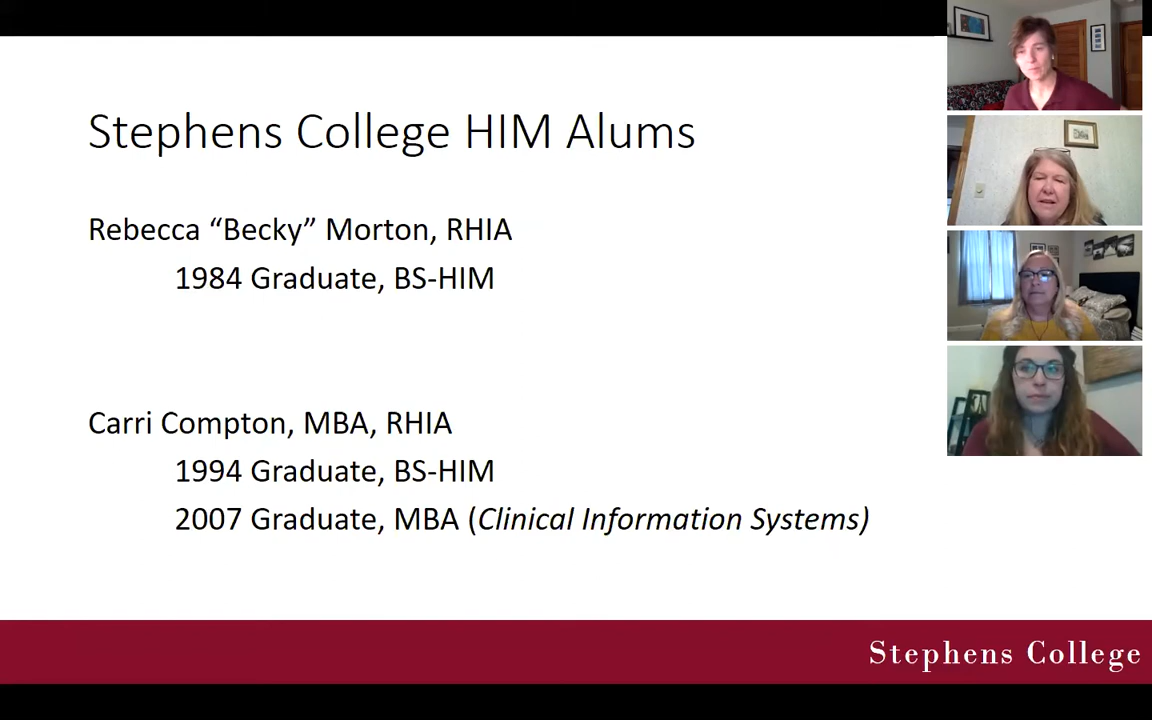 Stephens College HIM Alums
Rebecca “Becky” Morton, RHIA
1984 Graduate, BS-HIM
Carri Compton, MBA, RHIA
1994 Graduate, BS-HIM
2007 Graduate, MBA (Clinical Information Systems)
Stephens College